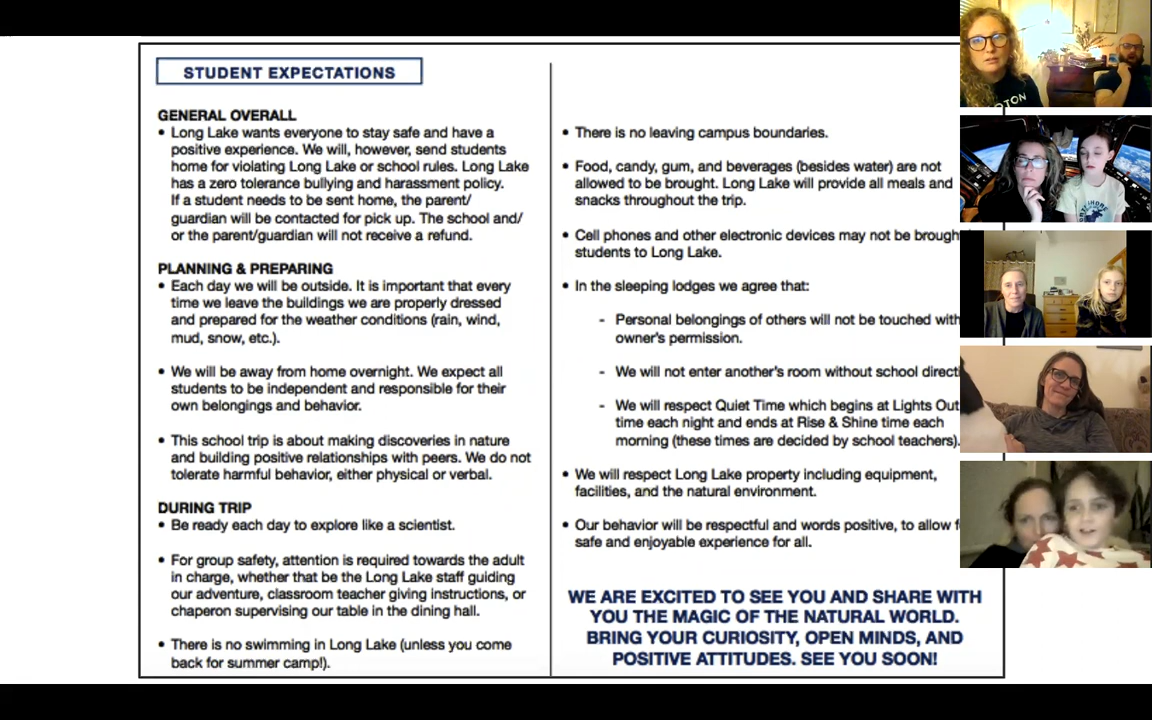 STUDENT EXPECTATIONS
GENERAL OVERALL
• Long Lake wants everyone to stay safe and have a
positive experience. We will, however, send students
home for violating Long Lake or school rules. Long Lake
has a zero tolerance bullying and harassment policy.
If a student needs to be sent home, the parent/
guardian will be contacted for pick up. The school and/
or the parent/guardian will not receive a refund.
PLANNING & PREPARING
• Each day we will be outside. It is important that every
time we leave the buildings we are properly dressed
and prepared for the weather conditions (rain, wind,
mud, snow, etc.).
• We will be away from home overnight. We expect all
students to be independent and responsible for their
own belongings and behavior.
• This school trip is about making discoveries in nature
and building positive relationships with peers. We do not
tolerate harmful behavior, either physical or verbal.
DURING TRIP
• Be ready each day to explore like a scientist.
• For group safety, attention is required towards the adult
in charge, whether that be the Long Lake staff guiding
our adventure, classroom teacher giving instructions, or
chaperon supervising our table in the dining hall.
• There is no swimming in Long Lake (unless you come
back for summer camp!).
• There is no leaving campus boundaries.
• Food, candy, gum, and beverages (besides water) are not
allowed to be brought. Long Lake will provide all meals and
snacks throughout the trip.
• Cell phones and other electronic devices may not be brough
students to Long Lake.
• In the sleeping lodges we agree that:
- Personal belongings of others will not be touched with
owner's permission.
- We will not enter another's room without school directi
- We will respect Quiet Time which begins at Lights Out
time each night and ends at Rise & Shine time each
morning (these times are decided by school teachers).
• We will respect Long Lake property including equipment,
facilities, and the natural environment.
• Our behavior will be respectful and words positive, to allow f
safe and enjoyable experience for all.
WE ARE EXCITED TO SEE YOU AND SHARE WITH
YOU THE MAGIC OF THE NATURAL WORLD.
BRING YOUR CURIOSITY, OPEN MINDS, AND
POSITIVE ATTITUDES. SEE YOU SOON!